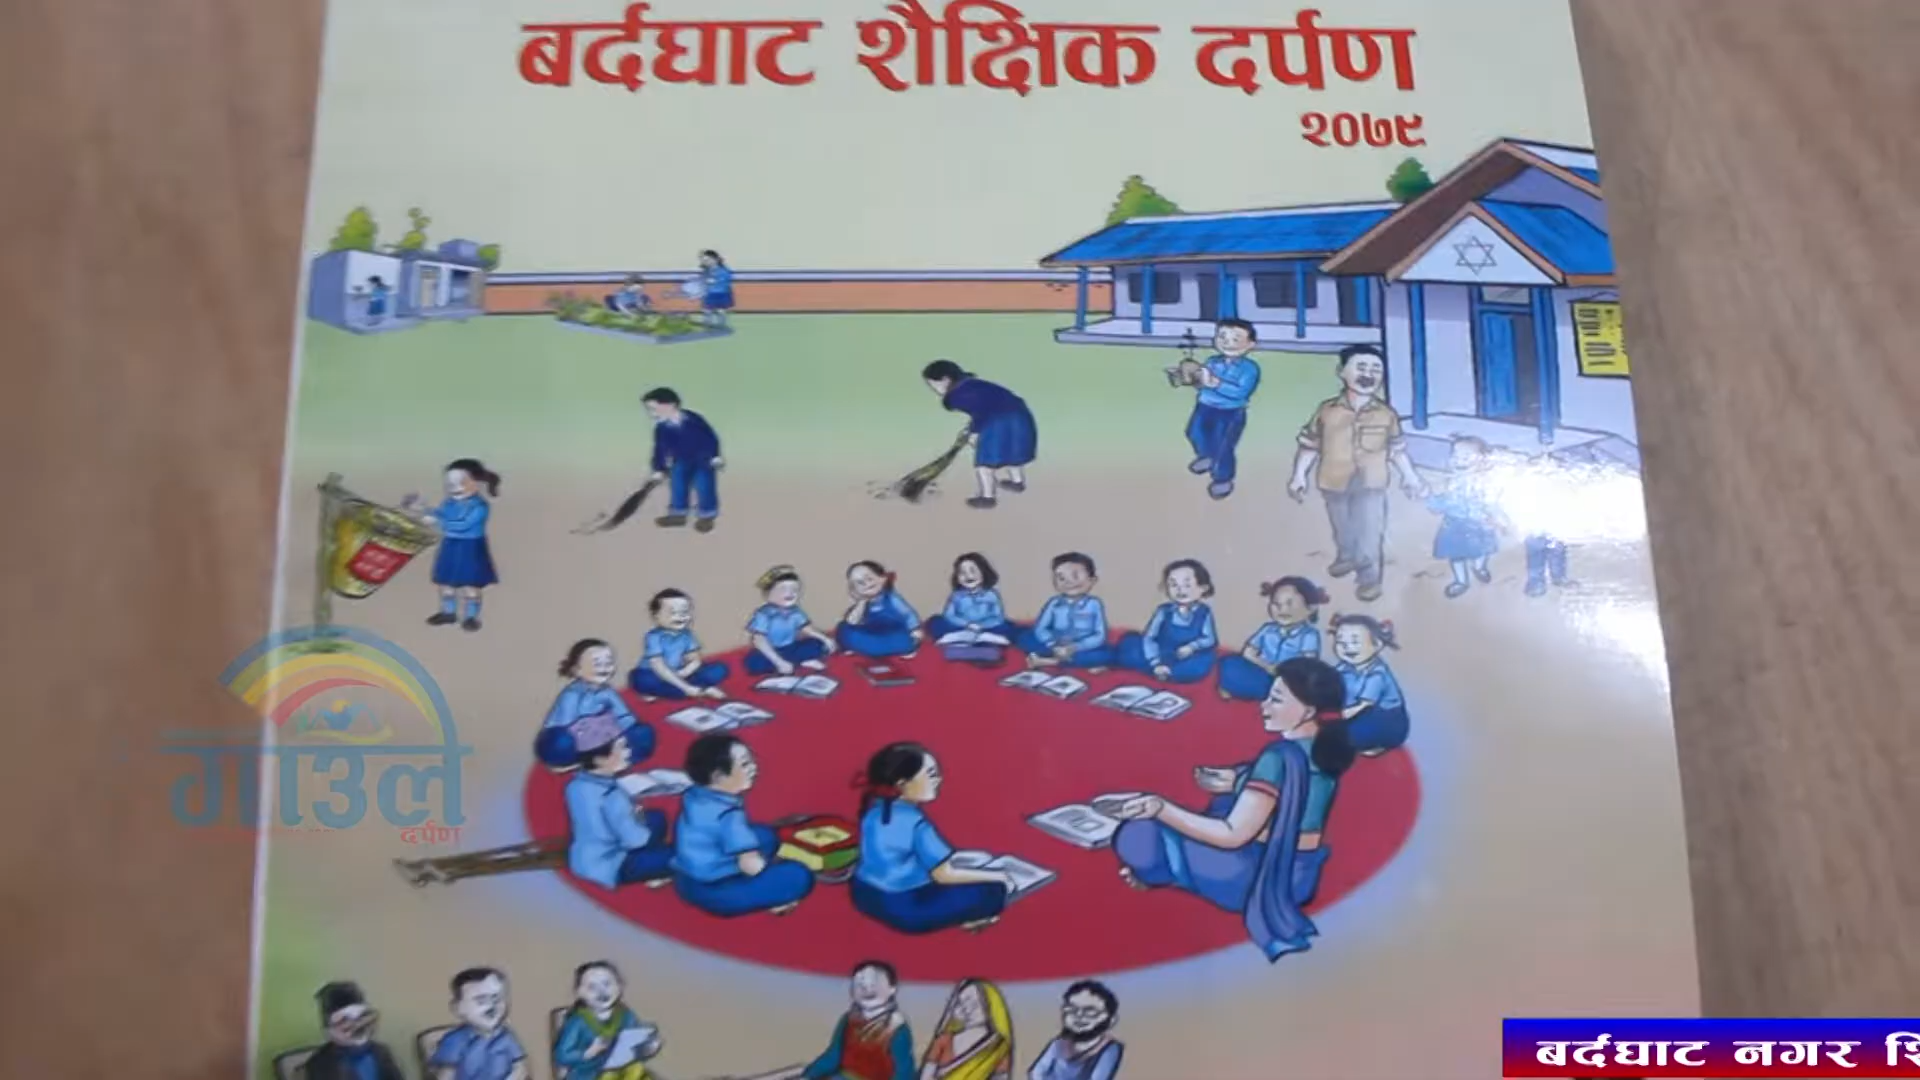 बर्दघाट शैक्षिक दर्पण
२०७९
गाउँले
दर्पण
बर्दघाट नगर शि